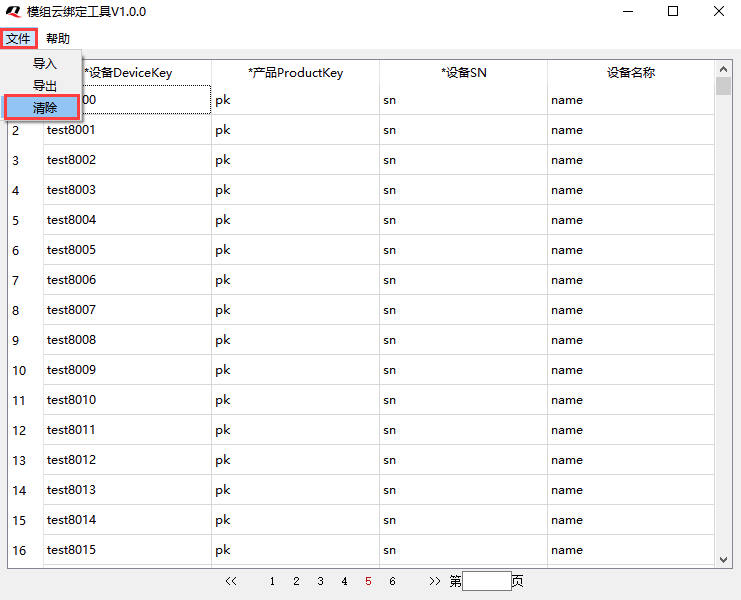 模组云绑定工具V1.0.0
文件 帮助
导入
导出
清除
*设备DeviceKey *产品ProductKey *设备SN 设备名称
00 pk sn name
2 test8001 pk sn name
3 test8002 pk sn name
4 test8003 pk sn name
5 test8004 pk sn name
6 test8005 pk sn name
7 test8006 pk sn name
8 test8007 pk sn name
9 test8008 pk sn name
10 test8009 pk sn name
11 test8010 pk sn name
12 test8011 pk sn name
13 test8012 pk sn name
14 test8013 pk sn name
15 test8014 pk sn name
16 test8015 pk sn name
<< 1 2 3 4 5 6 >> 第 页